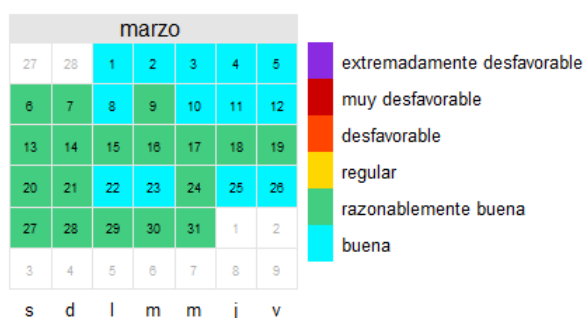 marzo
27 28 1 2 3 4 5
6 7 8 9 10 11 12
13 14 15 16 17 18 19
20 21 22 23 24 25 26
27 28 29 30 31 1 2
3 4 5 6 7 8 9
s d l m m j v
extremadamente desfavorable
muy desfavorable
desfavorable
regular
razonablemente buena
buena